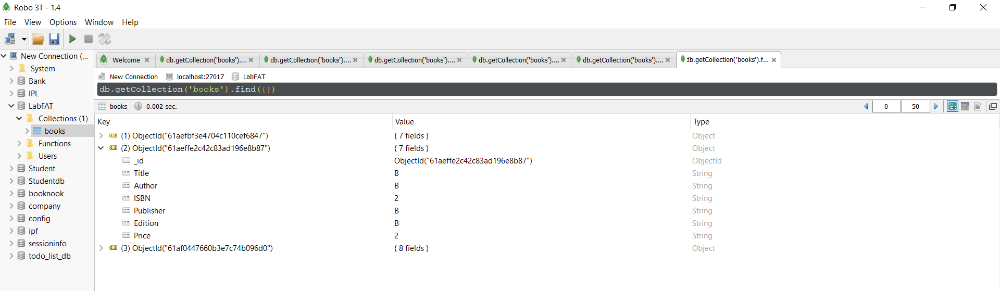 Robo 3T - 1.4
File View Options Window Help
New Connection (...
System
Bank
IPL
LabFAT
Collections (1)
books
Functions
Users
Student
Studentdb
booknook
company
config
ipf
sessioninfo
todo_list_db
Welcome db.getCollection('books').... db.getCollection('books').... db.getCollection('books').... db.getCollection('books').... db.getCollection('books').... db.getCollection('books').f...
New Connection localhost:27017 LabFAT
db.getCollection('books').find({})
books 0.002 sec. 0 50
Key Value Type
(1) ObjectId("61aefbf3e4704c110cef6847") { 7 fields } Object
(2) ObjectId("61aeffe2c42c83ad196e8b87") { 7 fields } Object
_id ObjectId("61aeffe2c42c83ad196e8b87") ObjectId
Title B String
Author B String
ISBN 2 String
Publisher B String
Edition B String
Price 2 String
(3) ObjectId("61af0447660b3e7c74b096d0") { 8 fields } Object